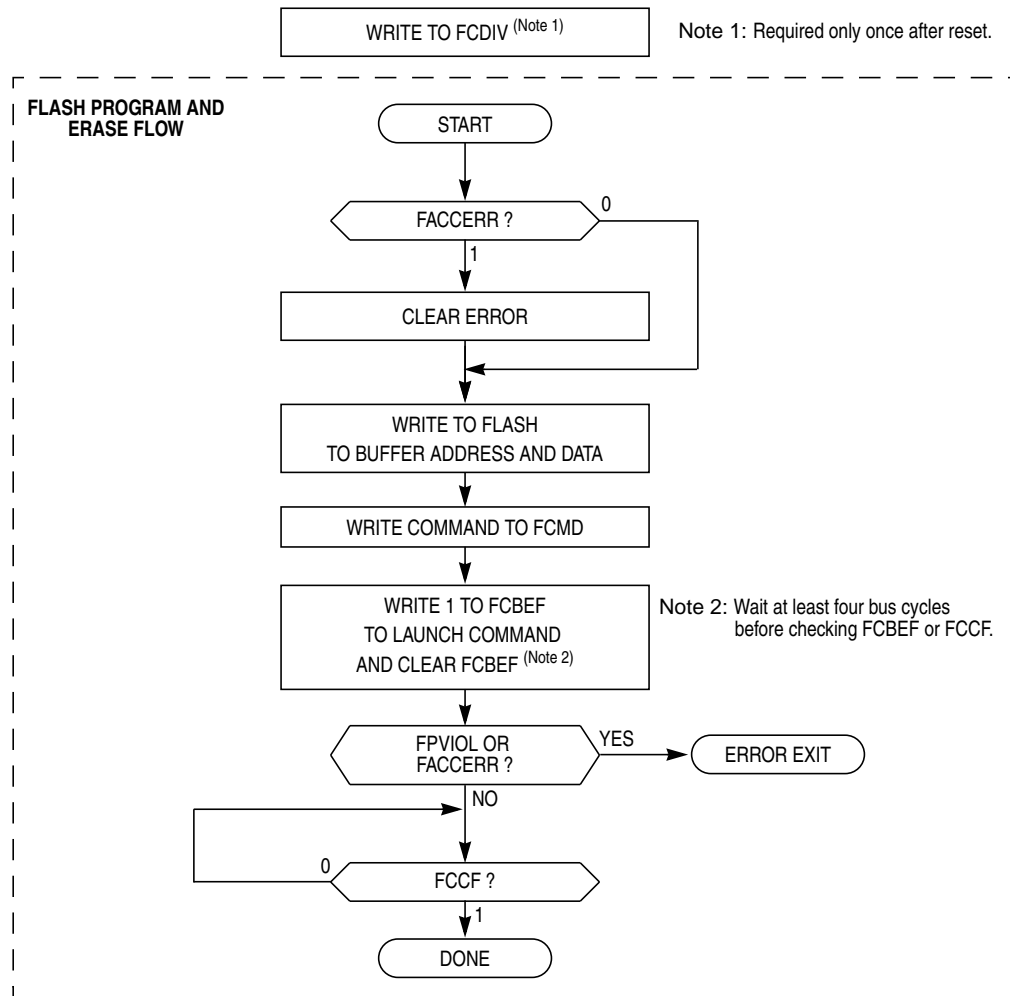 WRITE TO FCDIV (Note 1)
Note 1: Required only once after reset.
FLASH PROGRAM AND
ERASE FLOW
START
FACCERR ?
0
1
CLEAR ERROR
WRITE TO FLASH
TO BUFFER ADDRESS AND DATA
WRITE COMMAND TO FCMD
WRITE 1 TO FCBEF
TO LAUNCH COMMAND
AND CLEAR FCBEF (Note 2)
Note 2: Wait at least four bus cycles
before checking FCBEF or FCCF.
FPVIOL OR
FACCERR ?
YES
ERROR EXIT
NO
0
FCCF ?
1
DONE